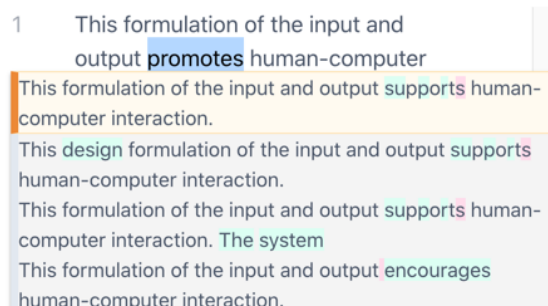 1 This formulation of the input and
output promotes human-computer
This formulation of the input and output supports human-
computer interaction.
This design formulation of the input and output supports
human-computer interaction.
This formulation of the input and output supports human-
computer interaction. The system
This formulation of the input and output encourages
human-computer interaction.